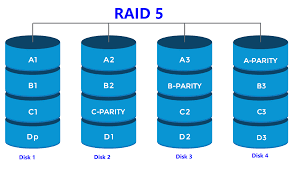 RAID 5
A1 A2 A3 A-PARITY
B1 B2 B-PARITY B3
C1 C-PARITY C2 C3
Dp D1 D2 D3
Disk 1 Disk 2 Disk 3 Disk 4